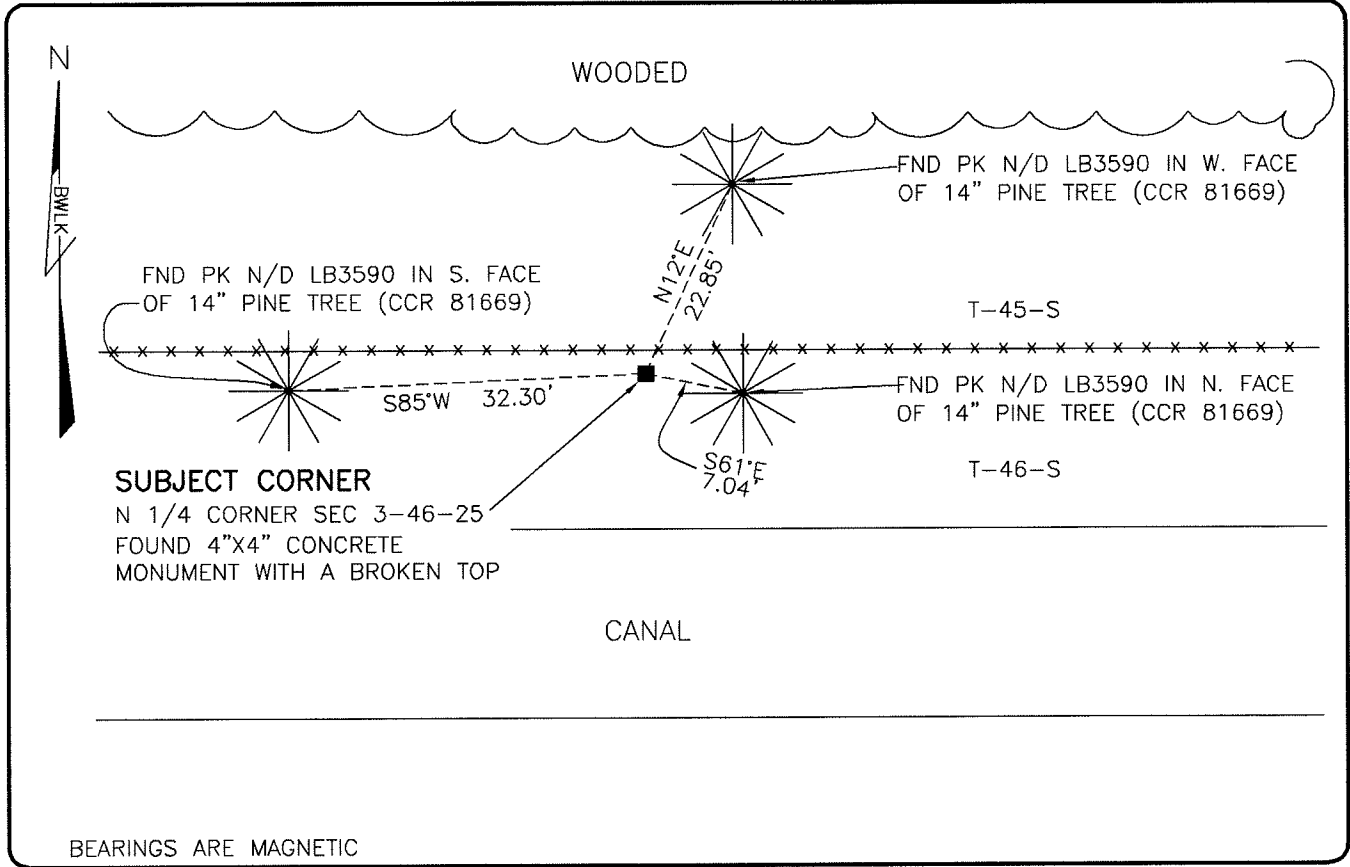 N
WOODED
BWLK
FND PK N/D LB3590 IN W. FACE
OF 14" PINE TREE (CCR 81669)
N12°E
22.85'
FND PK N/D LB3590 IN S. FACE
OF 14" PINE TREE (CCR 81669)
T-45-S
S85°W 32.30'
FND PK N/D LB3590 IN N. FACE
OF 14" PINE TREE (CCR 81669)
S61°E
7.04'
T-46-S
SUBJECT CORNER
N 1/4 CORNER SEC 3-46-25
FOUND 4"X4" CONCRETE
MONUMENT WITH A BROKEN TOP
CANAL
BEARINGS ARE MAGNETIC